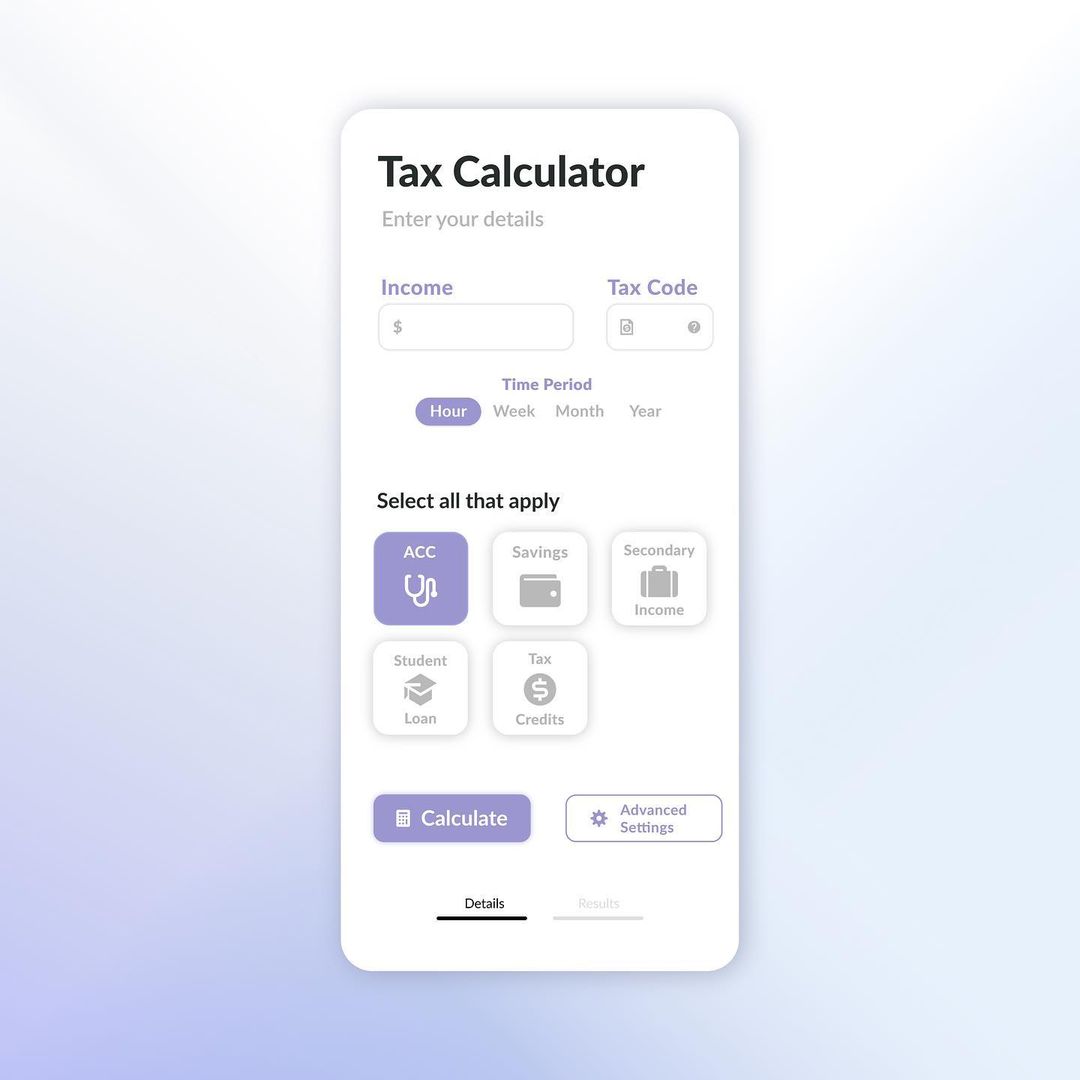 Tax Calculator
Enter your details
Income
Tax Code
$
?
Time Period
Hour Week Month Year
Select all that apply
ACC
Savings
Secondary
Income
Student
Loan
Tax
$
Credits
Calculate
Advanced
Settings
Details
Results